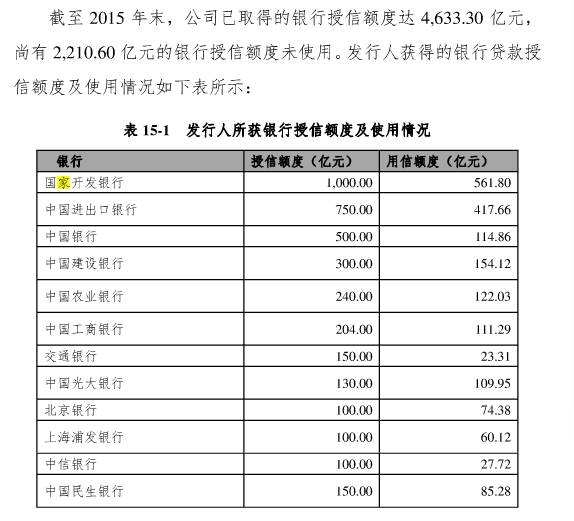 截至 2015 年末，公司已取得的银行授信额度达 4,633.30 亿元，
尚有 2,210.60 亿元的银行授信额度未使用。发行人获得的银行贷款授
信额度及使用情况如下表所示：
表 15-1 发行人所获银行授信额度及使用情况
银行 授信额度（亿元） 用信额度（亿元）
国家开发银行 1,000.00 561.80
中国进出口银行 750.00 417.66
中国银行 500.00 114.86
中国建设银行 300.00 154.12
中国农业银行 240.00 122.03
中国工商银行 204.00 111.29
交通银行 150.00 23.31
中国光大银行 130.00 109.95
北京银行 100.00 74.38
上海浦发银行 100.00 60.12
中信银行 100.00 27.72
中国民生银行 150.00 85.28